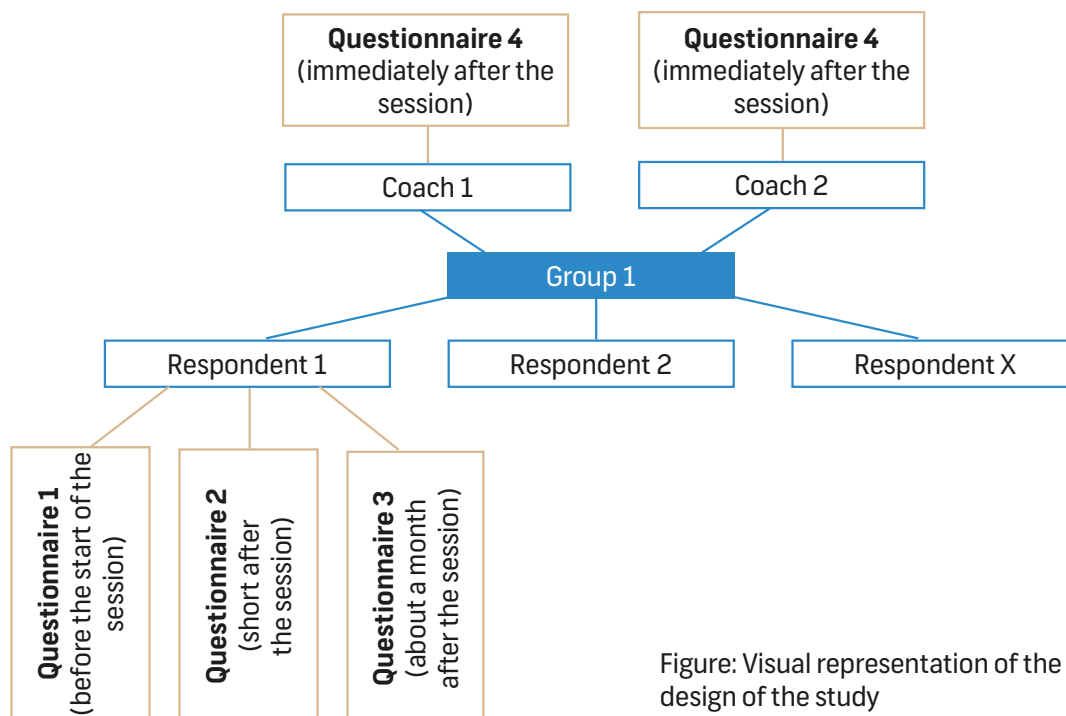 Questionnaire 4
(immediately after the
session)
Questionnaire 4
(immediately after the
session)
Coach 1
Coach 2
Group 1
Respondent 1
Respondent 2
Respondent X
Questionnaire 1
(before the start of the
session)
Questionnaire 2
(short after
the session)
Questionnaire 3
(about a month
after the session)
Figure: Visual representation of the
design of the study